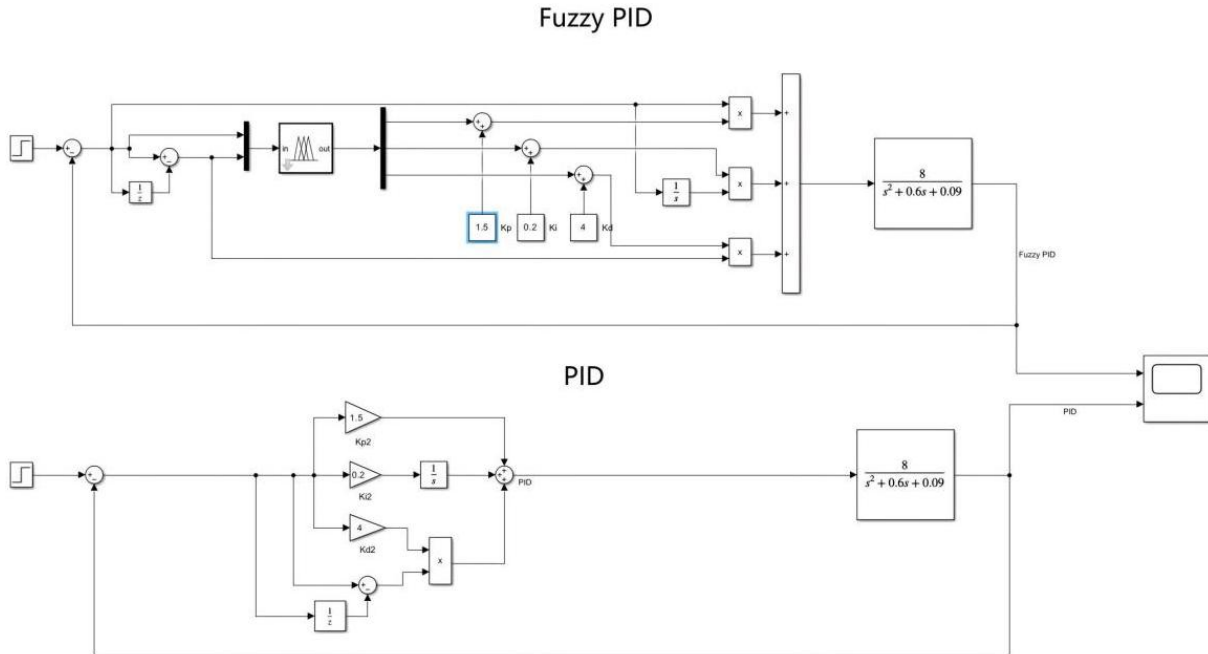 Fuzzy PID
+
−
+
−
1
z
in
out
+
+
+
+
+
+
1.5
Kp
0.2
Ki
4
Kd
1
s
x
x
x
+
+
+
8
s² + 0.6s + 0.09
Fuzzy PID
PID
+
−
1.5
Kp2
0.2
Ki2
1
s
4
Kd2
+
−
1
z
x
+
+
+
PID
8
s² + 0.6s + 0.09
PID